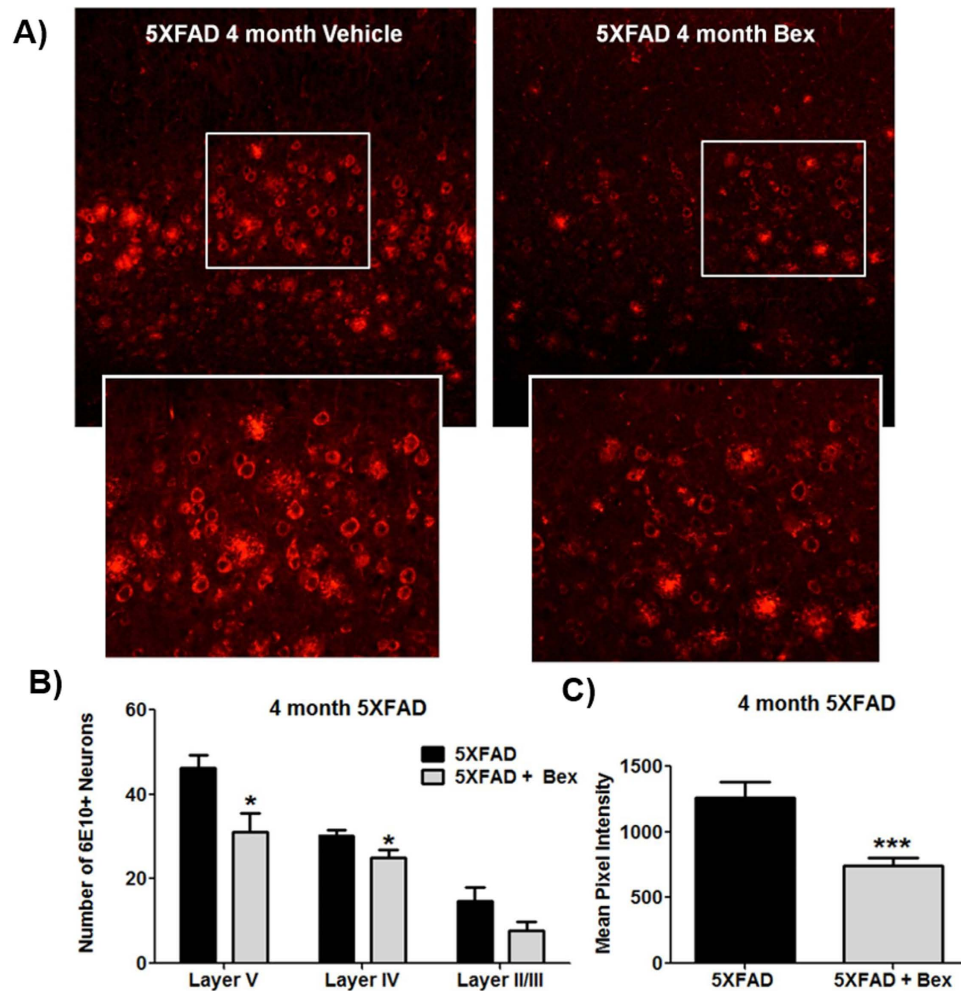 A)
5XFAD 4 month Vehicle
5XFAD 4 month Bex
B)
4 month 5XFAD
Number of 6E10+ Neurons
60
40
20
0
5XFAD
5XFAD + Bex
*
*
Layer V
Layer IV
Layer II/III
C)
4 month 5XFAD
Mean Pixel Intensity
1500
1000
500
0
***
5XFAD
5XFAD + Bex